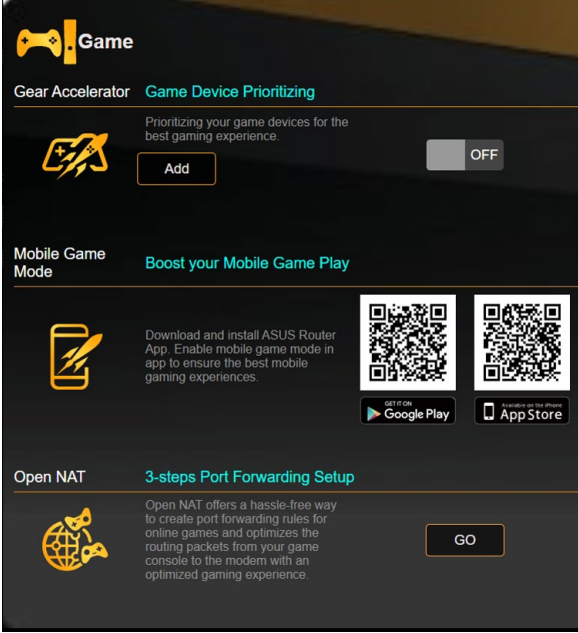 Game
Gear Accelerator
Game Device Prioritizing
Prioritizing your game devices for the
best gaming experience.
Add
OFF
Mobile Game
Mode
Boost your Mobile Game Play
Download and install ASUS Router
App. Enable mobile game mode in
app to ensure the best mobile
gaming experiences.
GET IT ON
Google Play
Available on the iPhone
App Store
Open NAT
3-steps Port Forwarding Setup
Open NAT offers a hassle-free way
to create port forwarding rules for
online games and optimizes the
routing packets from your game
console to the modem with an
optimized gaming experience.
GO